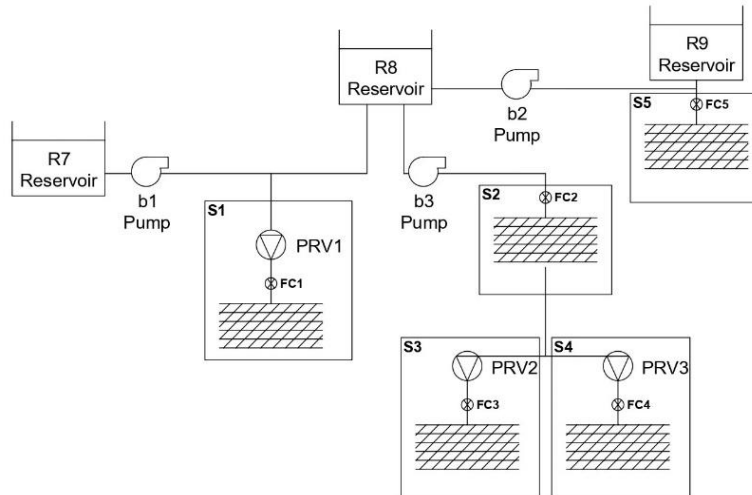 R9
Reservoir
R8
Reservoir
b2
Pump
S5
FC5
R7
Reservoir
b1
Pump
b3
Pump
S2
FC2
S1
PRV1
FC1
S3
PRV2
FC3
S4
PRV3
FC4